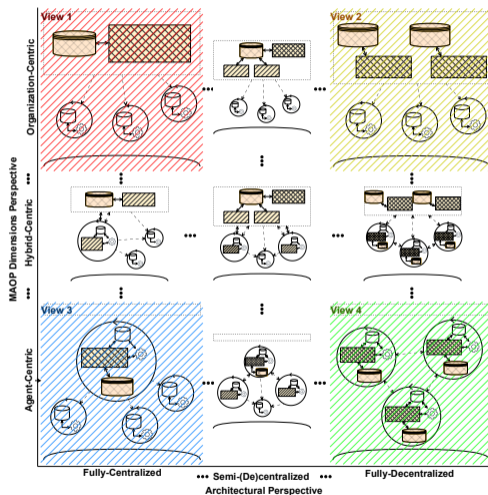 View 1
View 2
Organization-Centric
Hybrid-Centric
MAOP Dimensions Perspective
View 3
View 4
Agent-Centric
Fully-Centralized
Semi-(De)centralized
Fully-Decentralized
Architectural Perspective